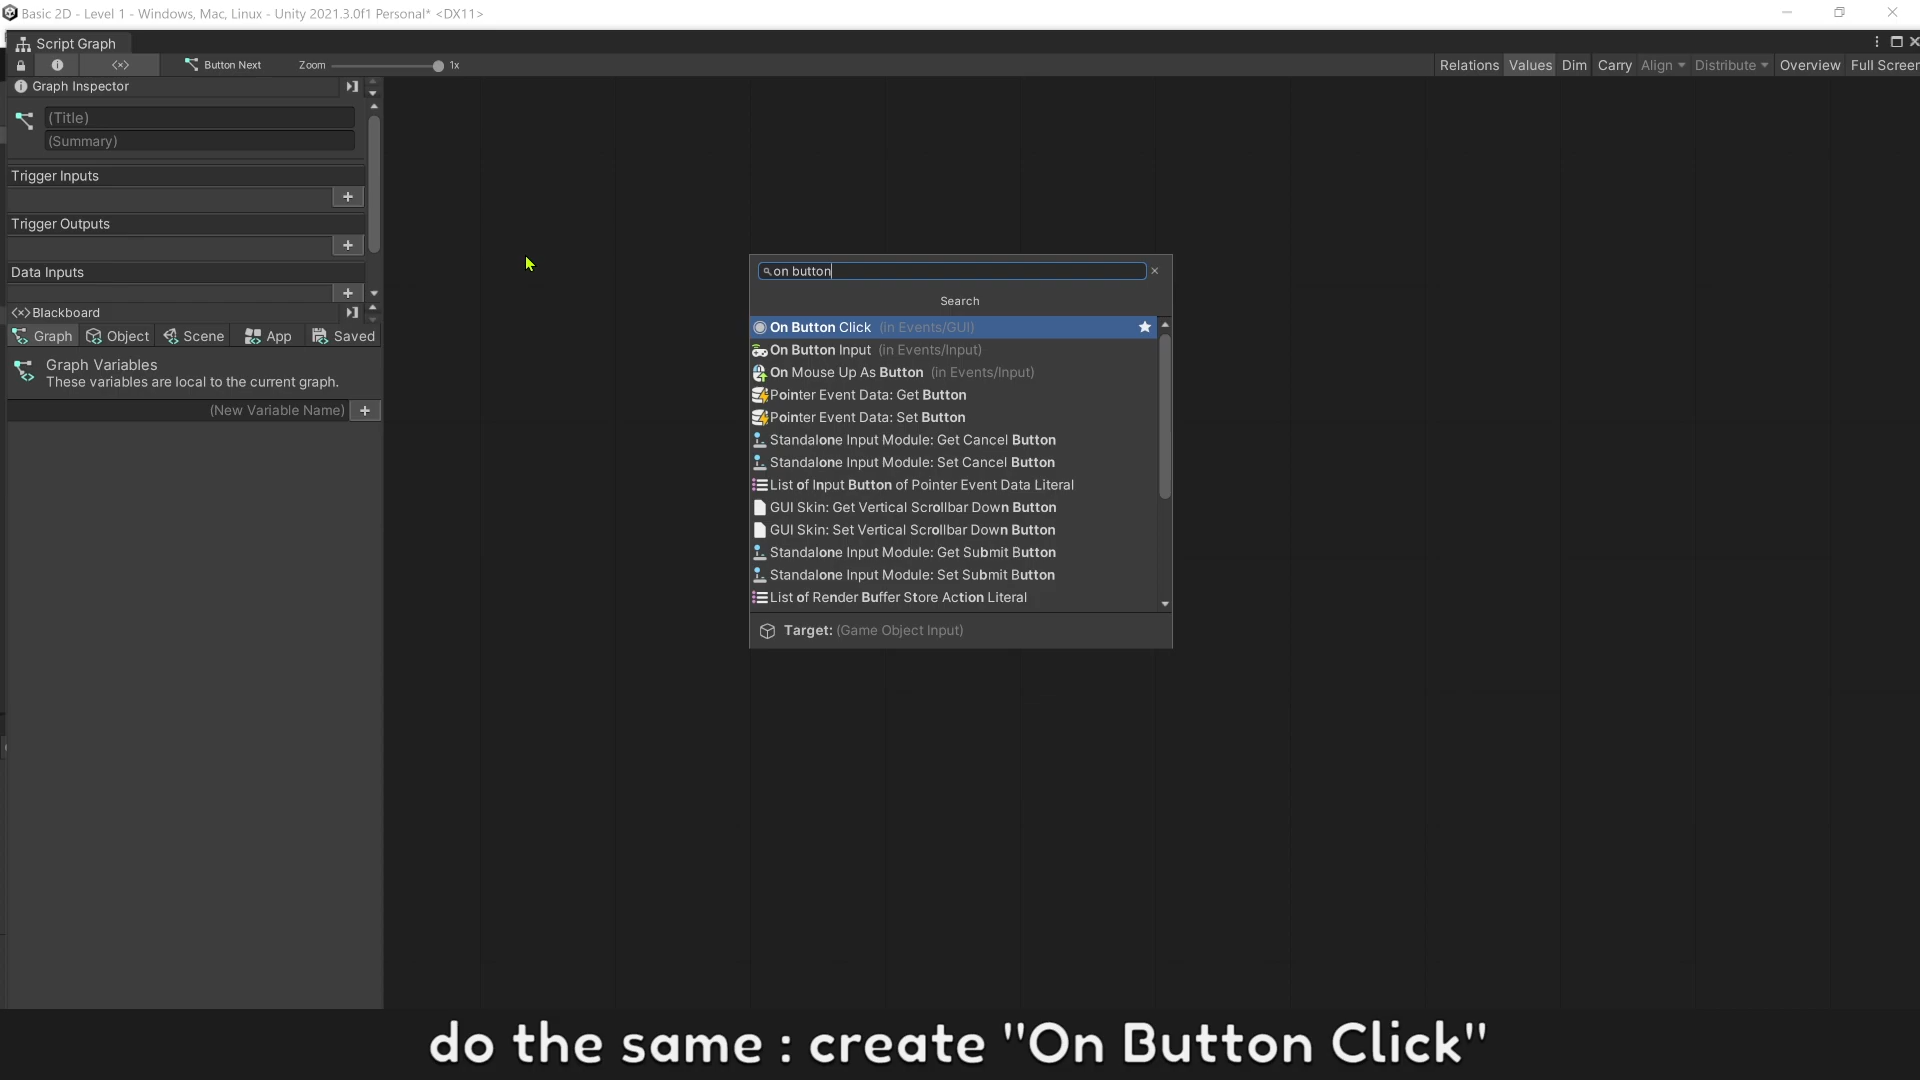 Basic 2D - Level 1 - Windows, Mac, Linux - Unity 2021.3.0f1 Personal* <DX11>
Script Graph
Button Next
Zoom
1x
Relations
Values
Dim
Carry
Align
Distribute
Overview
Full Screen
Graph Inspector
(Title)
(Summary)
Trigger Inputs
+
Trigger Outputs
+
Data Inputs
+
Blackboard
Graph
Object
Scene
App
Saved
Graph Variables
These variables are local to the current graph.
(New Variable Name)
+
on button
Search
On Button Click (in Events/GUI)
On Button Input (in Events/Input)
On Mouse Up As Button (in Events/Input)
Pointer Event Data: Get Button
Pointer Event Data: Set Button
Standalone Input Module: Get Cancel Button
Standalone Input Module: Set Cancel Button
List of Input Button of Pointer Event Data Literal
GUI Skin: Get Vertical Scrollbar Down Button
GUI Skin: Set Vertical Scrollbar Down Button
Standalone Input Module: Get Submit Button
Standalone Input Module: Set Submit Button
List of Render Buffer Store Action Literal
Target: (Game Object Input)
do the same : create "On Button Click"